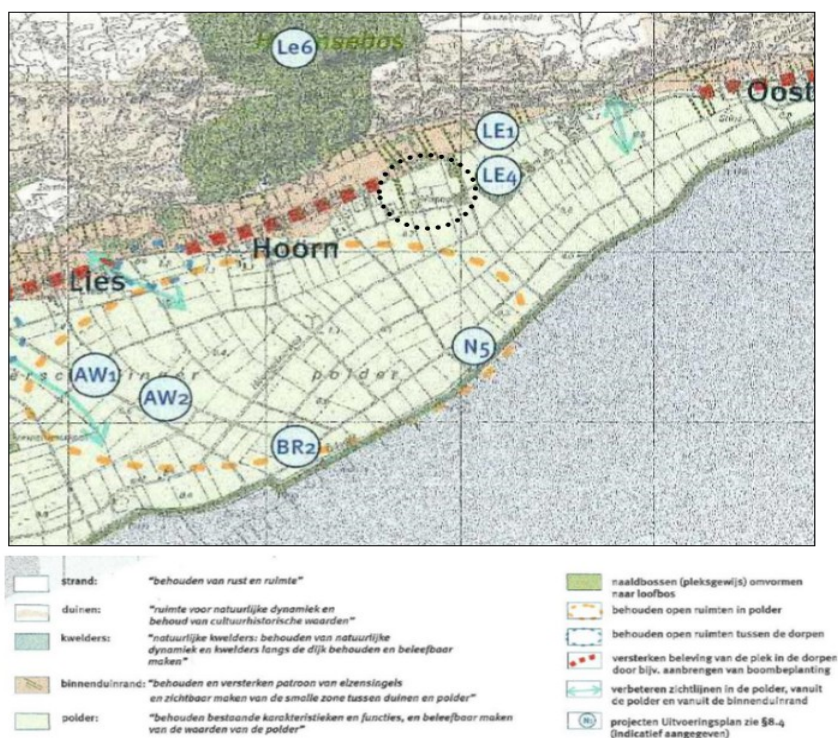 Le6
LE1
Oost
LE4
Hoorn
Lies
N5
AW1
polder
AW2
BR2
strand: "behouden van rust en ruimte"
duinen: "ruimte voor natuurlijke dynamiek en
behoud van cultuurhistorische waarden"
kwelders: "natuurlijke kwelders: behouden van natuurlijke
dynamiek en kwelders langs de dijk behouden en beleefbaar
maken"
binnenduinrand: "behouden en versterken patroon van elzensingels
en zichtbaar maken van de smalle zone tussen duinen en polder"
polder: "behouden bestaande karakteristieken en functies, en beleefbaar maken
van de waarden van de polder"
naaldbossen (pleksgewijs) omvormen
naar loofbos
behouden open ruimten in polder
behouden open ruimten tussen de dorpen
versterken beleving van de plek in de dorpen
door bijv. aanbrengen van boombeplanting
verbeteren zichtlijnen in de polder, vanuit
de polder en vanuit de binnenduinrand
projecten Uitvoeringsplan zie §8.4
(indicatief aangegeven)